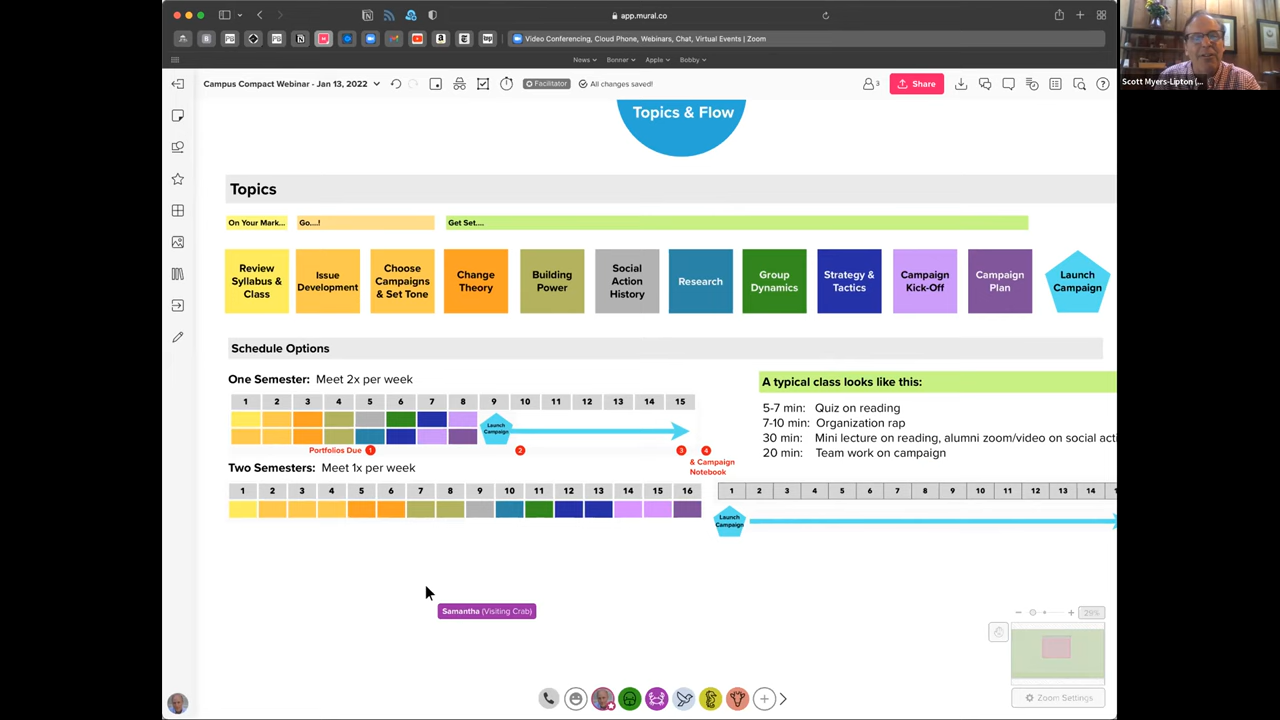 app.mural.co
Video Conferencing, Cloud Phone, Webinars, Chat, Virtual Events | Zoom
News
Bonner
Apple
Bobby
Campus Compact Webinar - Jan 13, 2022
Facilitator
All changes saved!
3
Share
Scott Myers-Lipton (...
Topics & Flow
Topics
On Your Mark...
Go....!
Get Set....
Review Syllabus & Class
Issue Development
Choose Campaigns & Set Tone
Change Theory
Building Power
Social Action History
Research
Group Dynamics
Strategy & Tactics
Campaign Kick-Off
Campaign Plan
Launch Campaign
Schedule Options
One Semester: Meet 2x per week
1 2 3 4 5 6 7 8 9 10 11 12 13 14 15
Launch Campaign
Portfolios Due 1 2 3 4
& Campaign Notebook
A typical class looks like this:
5-7 min: Quiz on reading
7-10 min: Organization rap
30 min: Mini lecture on reading, alumni zoom/video on social acti
20 min: Team work on campaign
Two Semesters: Meet 1x per week
1 2 3 4 5 6 7 8 9 10 11 12 13 14 15 16
1 2 3 4 5 6 7 8 9 10 11 12 13 14
Launch Campaign
Samantha (Visiting Crab)
29%
Zoom Settings